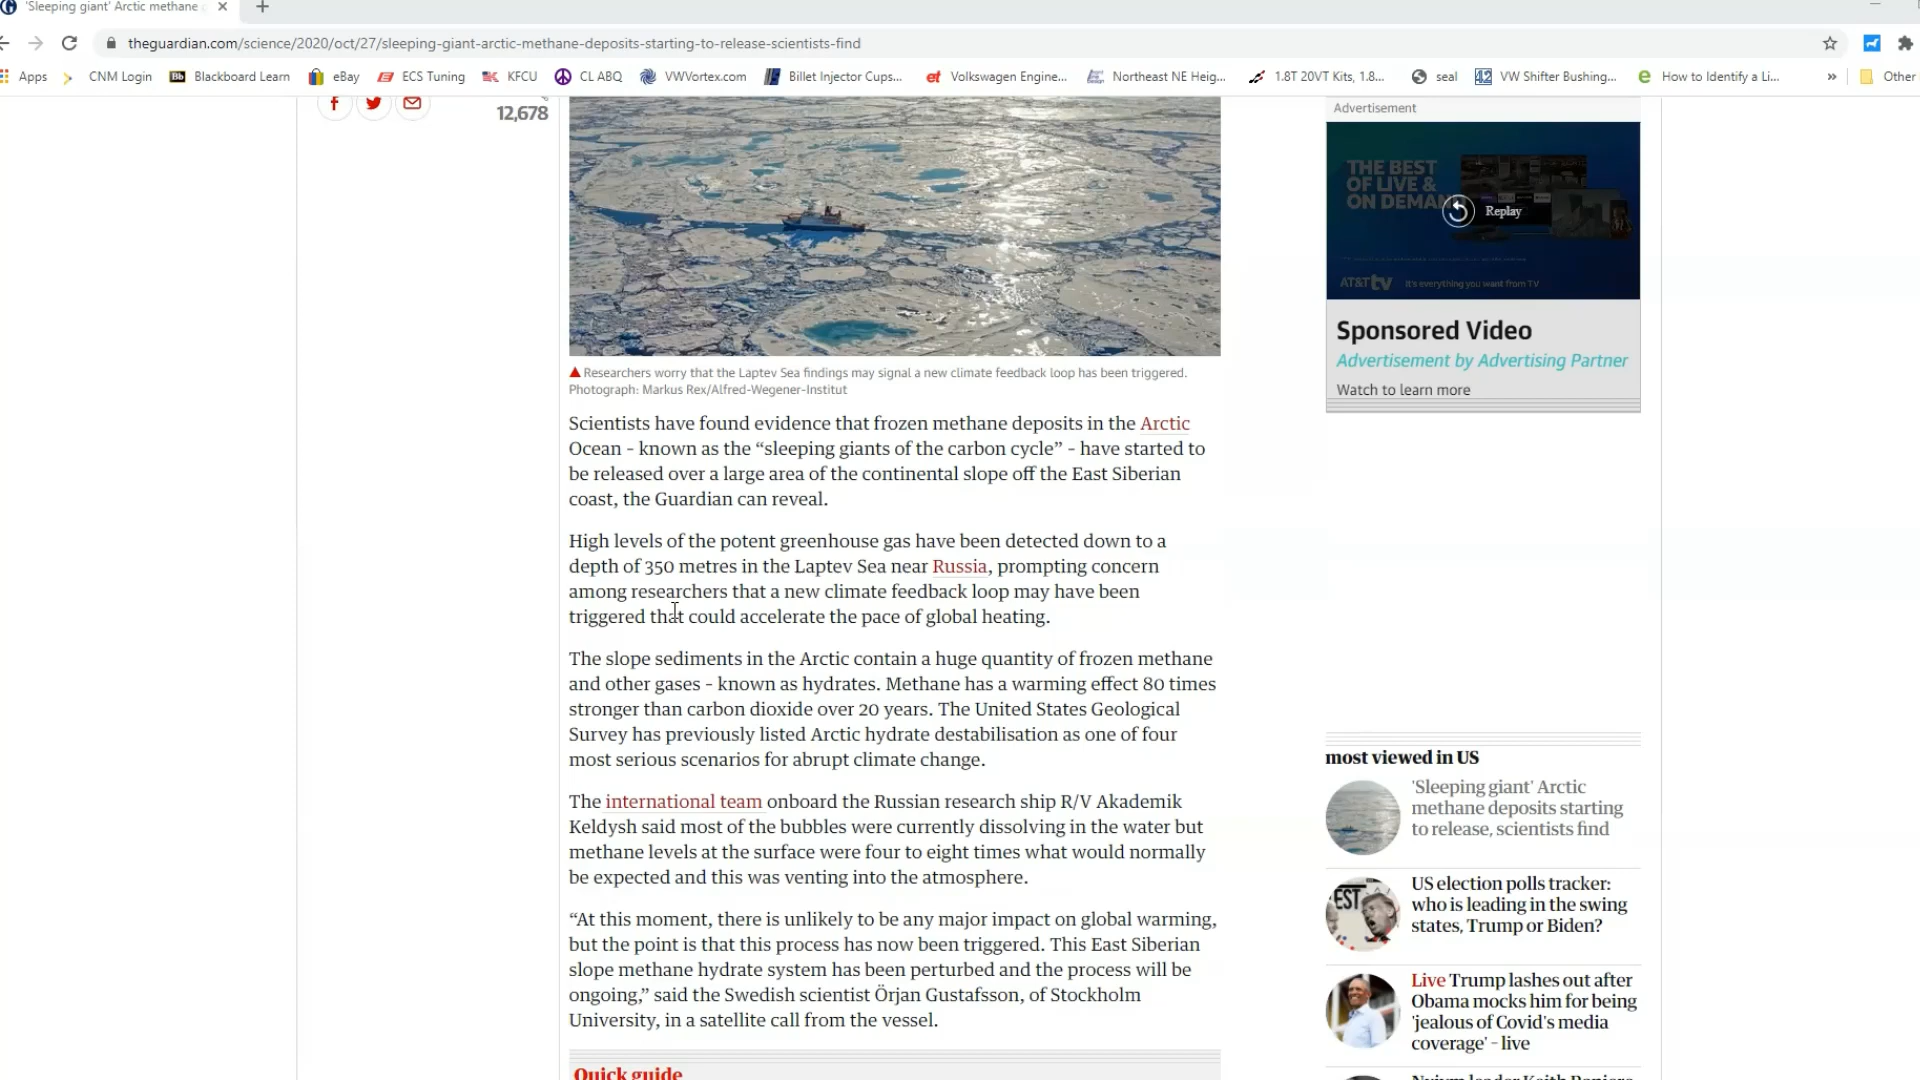 'Sleeping giant' Arctic methane
theguardian.com/science/2020/oct/27/sleeping-giant-arctic-methane-deposits-starting-to-release-scientists-find
Apps CNM Login Bb Blackboard Learn eBay ECS Tuning KFCU CL ABQ VWVortex.com Billet Injector Cups... et Volkswagen Engine... Northeast NE Heig... 1.8T 20VT Kits, 1.8... seal 42 VW Shifter Bushing... e How to Identify a Li... » Other
12,678
Advertisement
THE BEST
OF LIVE &
ON DEMAND
Replay
AT&T tv It's everything you want from TV
Sponsored Video
Advertisement by Advertising Partner
Watch to learn more
Researchers worry that the Laptev Sea findings may signal a new climate feedback loop has been triggered.
Photograph: Markus Rex/Alfred-Wegener-Institut
Scientists have found evidence that frozen methane deposits in the Arctic
Ocean – known as the “sleeping giants of the carbon cycle” – have started to
be released over a large area of the continental slope off the East Siberian
coast, the Guardian can reveal.
High levels of the potent greenhouse gas have been detected down to a
depth of 350 metres in the Laptev Sea near Russia, prompting concern
among researchers that a new climate feedback loop may have been
triggered that could accelerate the pace of global heating.
The slope sediments in the Arctic contain a huge quantity of frozen methane
and other gases – known as hydrates. Methane has a warming effect 80 times
stronger than carbon dioxide over 20 years. The United States Geological
Survey has previously listed Arctic hydrate destabilisation as one of four
most serious scenarios for abrupt climate change.
The international team onboard the Russian research ship R/V Akademik
Keldysh said most of the bubbles were currently dissolving in the water but
methane levels at the surface were four to eight times what would normally
be expected and this was venting into the atmosphere.
“At this moment, there is unlikely to be any major impact on global warming,
but the point is that this process has now been triggered. This East Siberian
slope methane hydrate system has been perturbed and the process will be
ongoing,” said the Swedish scientist Örjan Gustafsson, of Stockholm
University, in a satellite call from the vessel.
Quick guide
most viewed in US
'Sleeping giant' Arctic
methane deposits starting
to release, scientists find
US election polls tracker:
who is leading in the swing
states, Trump or Biden?
Live Trump lashes out after
Obama mocks him for being
'jealous of Covid's media
coverage' – live